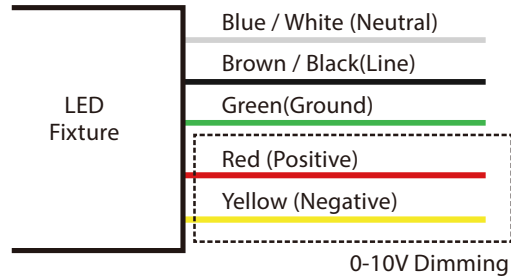 Blue / White (Neutral)
Brown / Black(Line)
LED
Fixture
Green(Ground)
Red (Positive)
Yellow (Negative)
0-10V Dimming